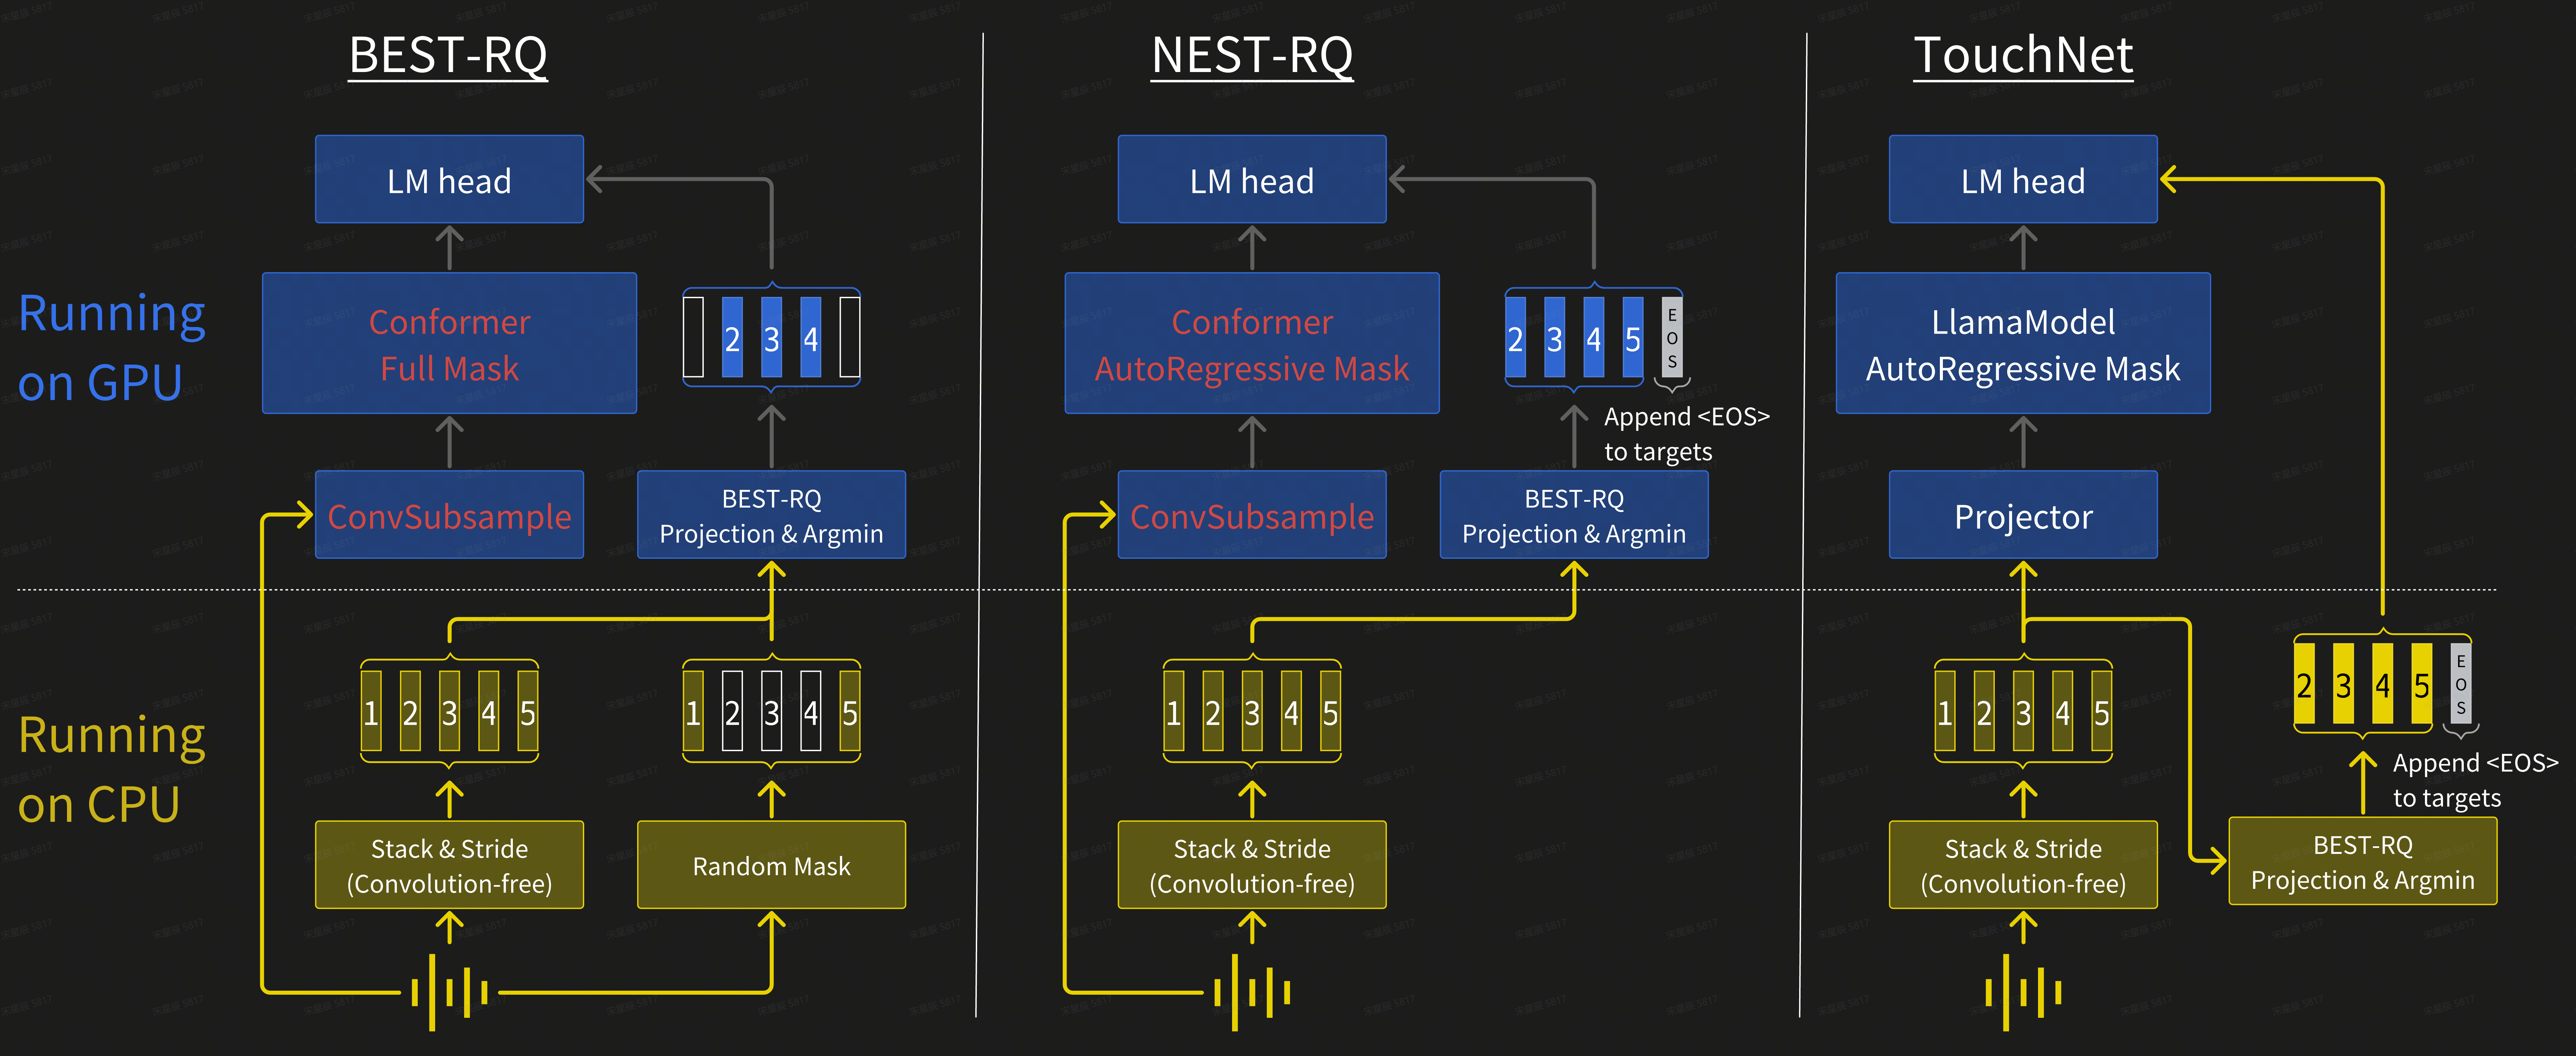 BEST-RQ
NEST-RQ
TouchNet
Running
on GPU
Running
on CPU
LM head
Conformer
Full Mask
2 3 4
ConvSubsample
BEST-RQ
Projection & Argmin
1 2 3 4 5
1 2 3 4 5
Stack & Stride
(Convolution-free)
Random Mask
LM head
Conformer
AutoRegressive Mask
2 3 4 5 EOS
Append <EOS>
to targets
ConvSubsample
BEST-RQ
Projection & Argmin
1 2 3 4 5
Stack & Stride
(Convolution-free)
LM head
LlamaModel
AutoRegressive Mask
Projector
1 2 3 4 5
2 3 4 5 EOS
Append <EOS>
to targets
Stack & Stride
(Convolution-free)
BEST-RQ
Projection & Argmin